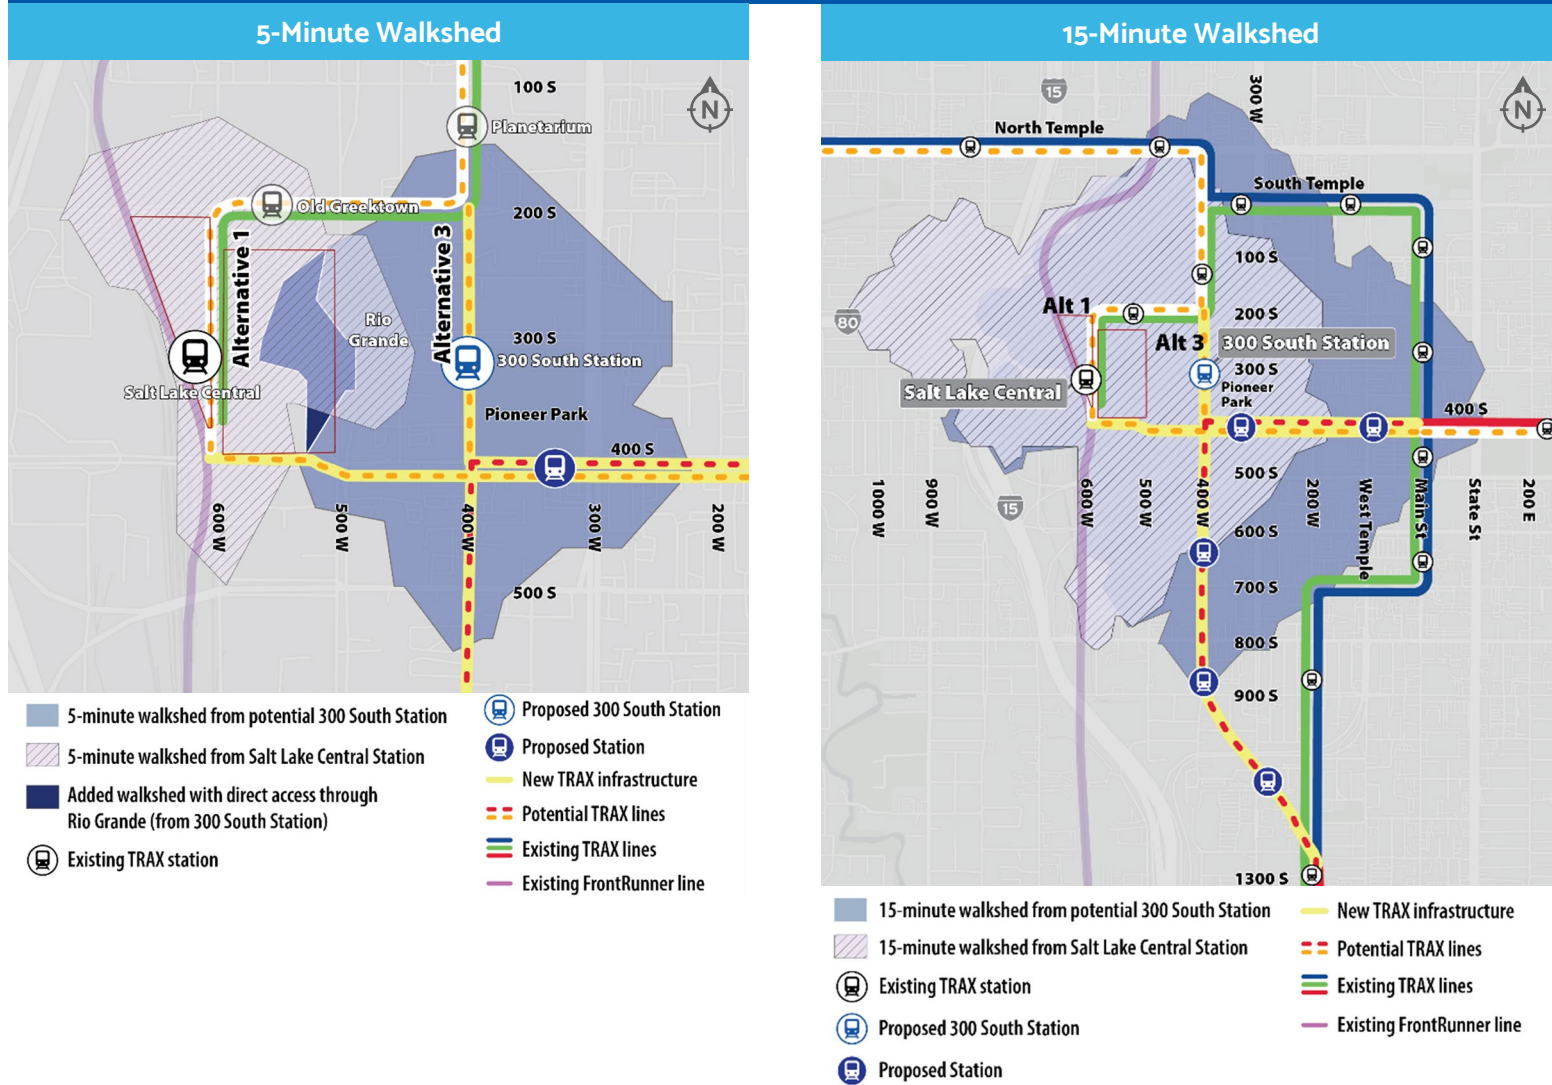 5-Minute Walkshed
100 S
N
Planetarium
Old Greektown
200 S
Alternative 1
Alternative 3
Rio
Grande
300 S
300 South Station
Salt Lake Central
Pioneer Park
400 S
600 W
500 W
400 W
300 W
200 W
500 S
5-minute walkshed from potential 300 South Station
5-minute walkshed from Salt Lake Central Station
Added walkshed with direct access through
Rio Grande (from 300 South Station)
Existing TRAX station
Proposed 300 South Station
Proposed Station
New TRAX infrastructure
Potential TRAX lines
Existing TRAX lines
Existing FrontRunner line
15-Minute Walkshed
15
300 W
N
North Temple
South Temple
100 S
Alt 1
200 S
80
Alt 3
300 South Station
300 S
Salt Lake Central
Pioneer
Park
400 S
500 S
1000 W
900 W
15
600 W
500 W
400 W
200 W
West Temple
Main St
State St
200 E
600 S
700 S
800 S
900 S
1300 S
15-minute walkshed from potential 300 South Station
15-minute walkshed from Salt Lake Central Station
Existing TRAX station
Proposed 300 South Station
Proposed Station
New TRAX infrastructure
Potential TRAX lines
Existing TRAX lines
Existing FrontRunner line